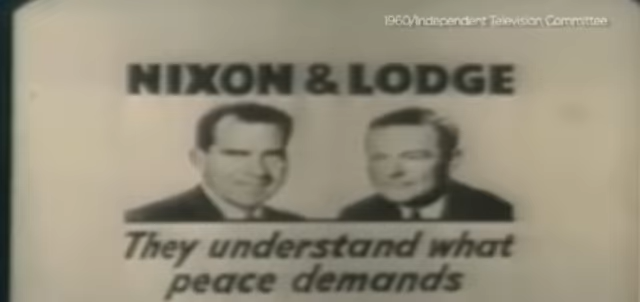 1960/Independent Television Committee
NIXON & LODGE
They understand what
peace demands